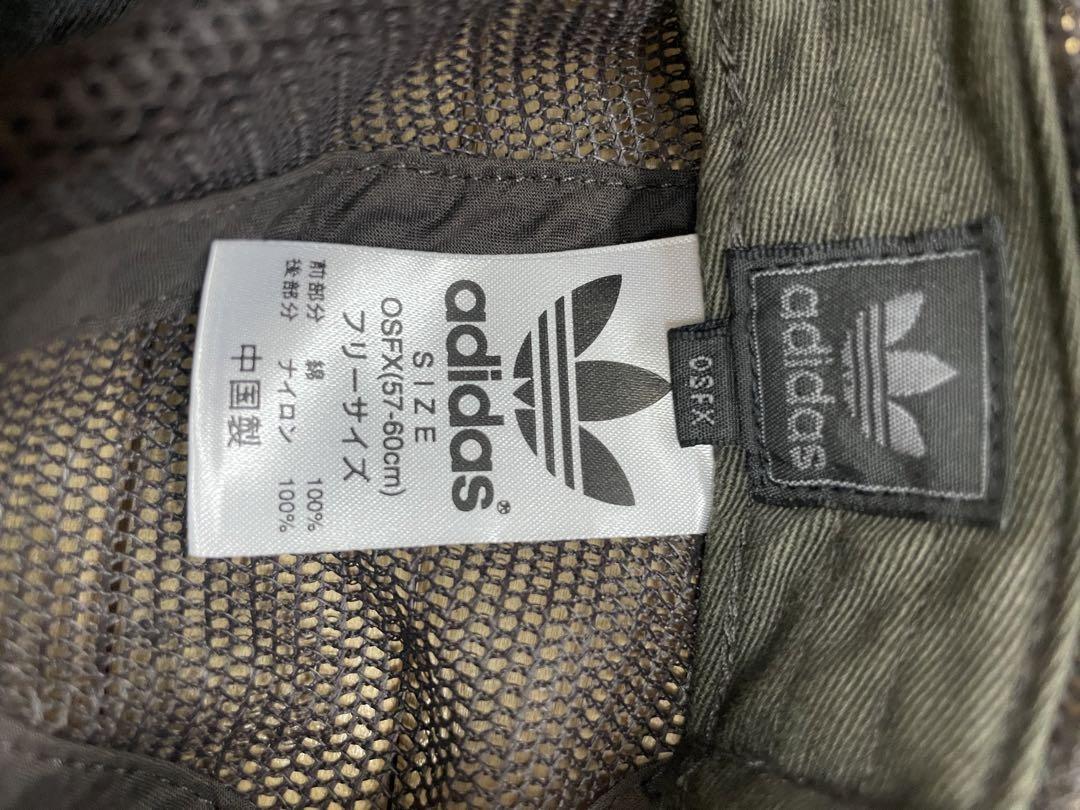 adidas
OSFX
adidas®
SIZE
OSFX(57-60cm)
フリーサイズ
前部分 綿 100%
後部分 ナイロン 100%
中国製